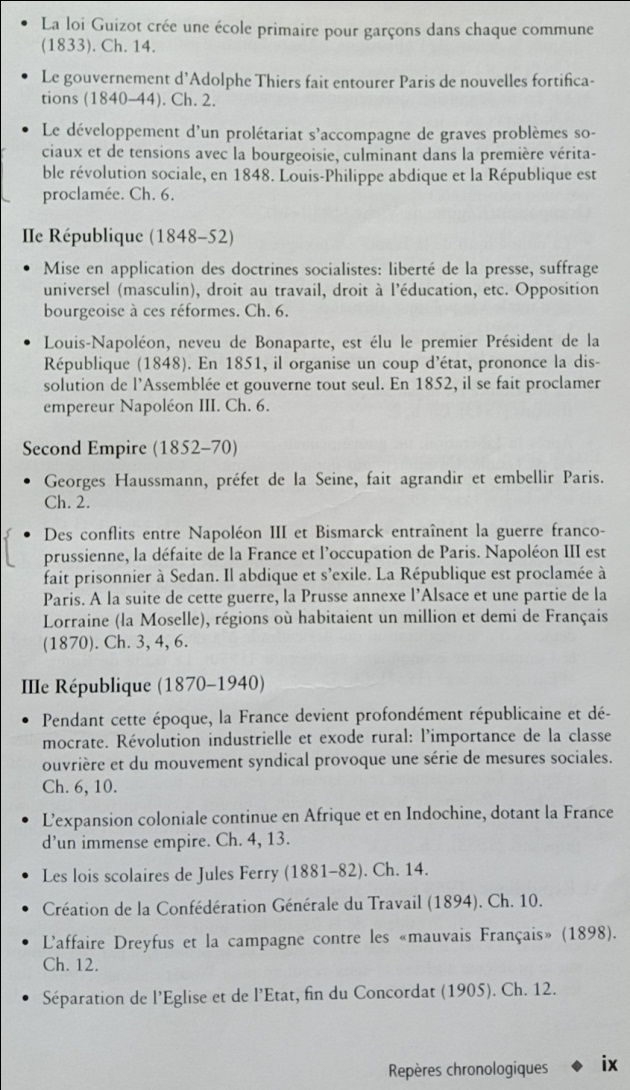 • La loi Guizot crée une école primaire pour garçons dans chaque commune
(1833). Ch. 14.
• Le gouvernement d'Adolphe Thiers fait entourer Paris de nouvelles fortifica-
tions (1840–44). Ch. 2.
• Le développement d'un prolétariat s'accompagne de graves problèmes so-
ciaux et de tensions avec la bourgeoisie, culminant dans la première vérita-
ble révolution sociale, en 1848. Louis-Philippe abdique et la République est
proclamée. Ch. 6.
IIe République (1848–52)
• Mise en application des doctrines socialistes: liberté de la presse, suffrage
universel (masculin), droit au travail, droit à l'éducation, etc. Opposition
bourgeoise à ces réformes. Ch. 6.
• Louis-Napoléon, neveu de Bonaparte, est élu le premier Président de la
République (1848). En 1851, il organise un coup d'état, prononce la dis-
solution de l'Assemblée et gouverne tout seul. En 1852, il se fait proclamer
empereur Napoléon III. Ch. 6.
Second Empire (1852–70)
• Georges Haussmann, préfet de la Seine, fait agrandir et embellir Paris.
Ch. 2.
• Des conflits entre Napoléon III et Bismarck entraînent la guerre franco-
prussienne, la défaite de la France et l'occupation de Paris. Napoléon III est
fait prisonnier à Sedan. Il abdique et s'exile. La République est proclamée à
Paris. A la suite de cette guerre, la Prusse annexe l'Alsace et une partie de la
Lorraine (la Moselle), régions où habitaient un million et demi de Français
(1870). Ch. 3, 4, 6.
IIIe République (1870–1940)
• Pendant cette époque, la France devient profondément républicaine et dé-
mocrate. Révolution industrielle et exode rural: l'importance de la classe
ouvrière et du mouvement syndical provoque une série de mesures sociales.
Ch. 6, 10.
• L'expansion coloniale continue en Afrique et en Indochine, dotant la France
d'un immense empire. Ch. 4, 13.
• Les lois scolaires de Jules Ferry (1881–82). Ch. 14.
• Création de la Confédération Générale du Travail (1894). Ch. 10.
• L'affaire Dreyfus et la campagne contre les «mauvais Français» (1898).
Ch. 12.
• Séparation de l'Eglise et de l'Etat, fin du Concordat (1905). Ch. 12.
Repères chronologiques ◆ ix